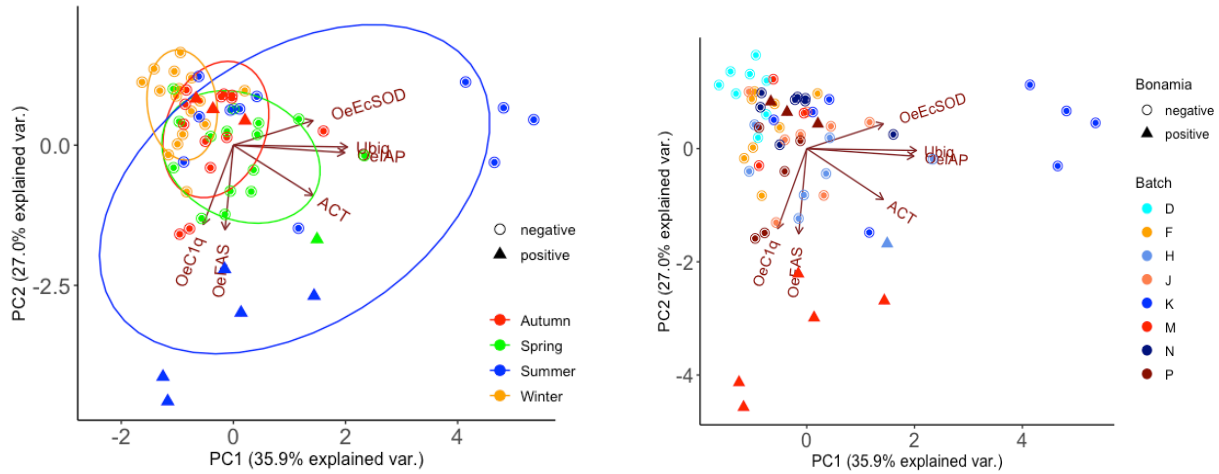 PC2 (27.0% explained var.)
0.0
-2.5
-2
0
2
4
PC1 (35.9% explained var.)
OeEcSOD
Ubiq
OeIAP
ACT
OeC1q
OeFAS
negative
positive
Autumn
Spring
Summer
Winter
PC2 (27.0% explained var.)
0
-2
-4
0
2
4
PC1 (35.9% explained var.)
OeEcSOD
Ubiq
OeIAP
ACT
OeC1q
OeFAS
Bonamia
negative
positive
Batch
D
F
H
J
K
M
N
P